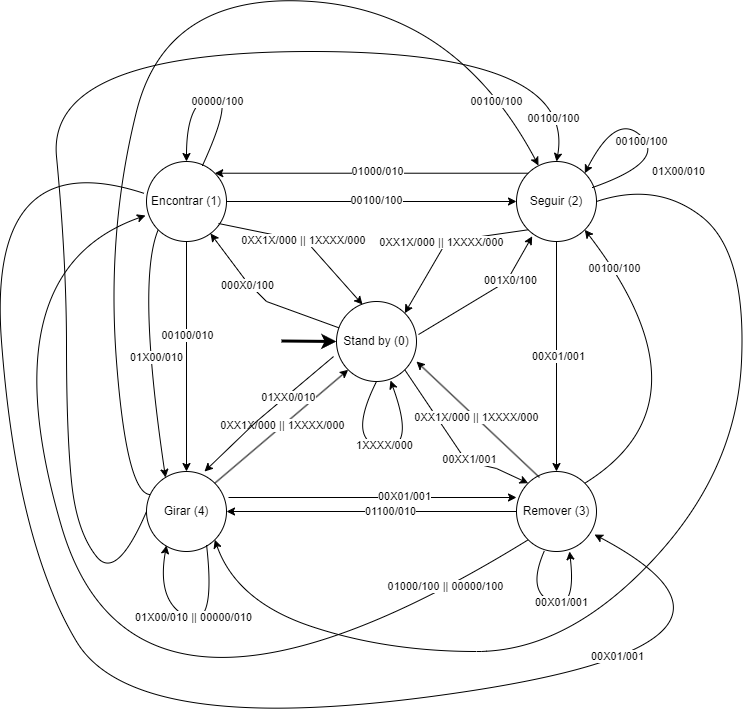 00000/100
00100/100
00100/100
00100/100
01000/010
01X00/010
Encontrar (1)
00100/100
Seguir (2)
0XX1X/000 || 1XXXX/000
0XX1X/000 || 1XXXX/000
00100/100
000X0/100
001X0/100
00100/010
Stand by (0)
01X00/010
00X01/001
01XX0/010
0XX1X/000 || 1XXXX/000
0XX1X/000 || 1XXXX/000
1XXXX/000
00XX1/001
00X01/001
Girar (4)
01100/010
Remover (3)
01000/100 || 00000/100
00X01/001
01X00/010 || 00000/010
00X01/001